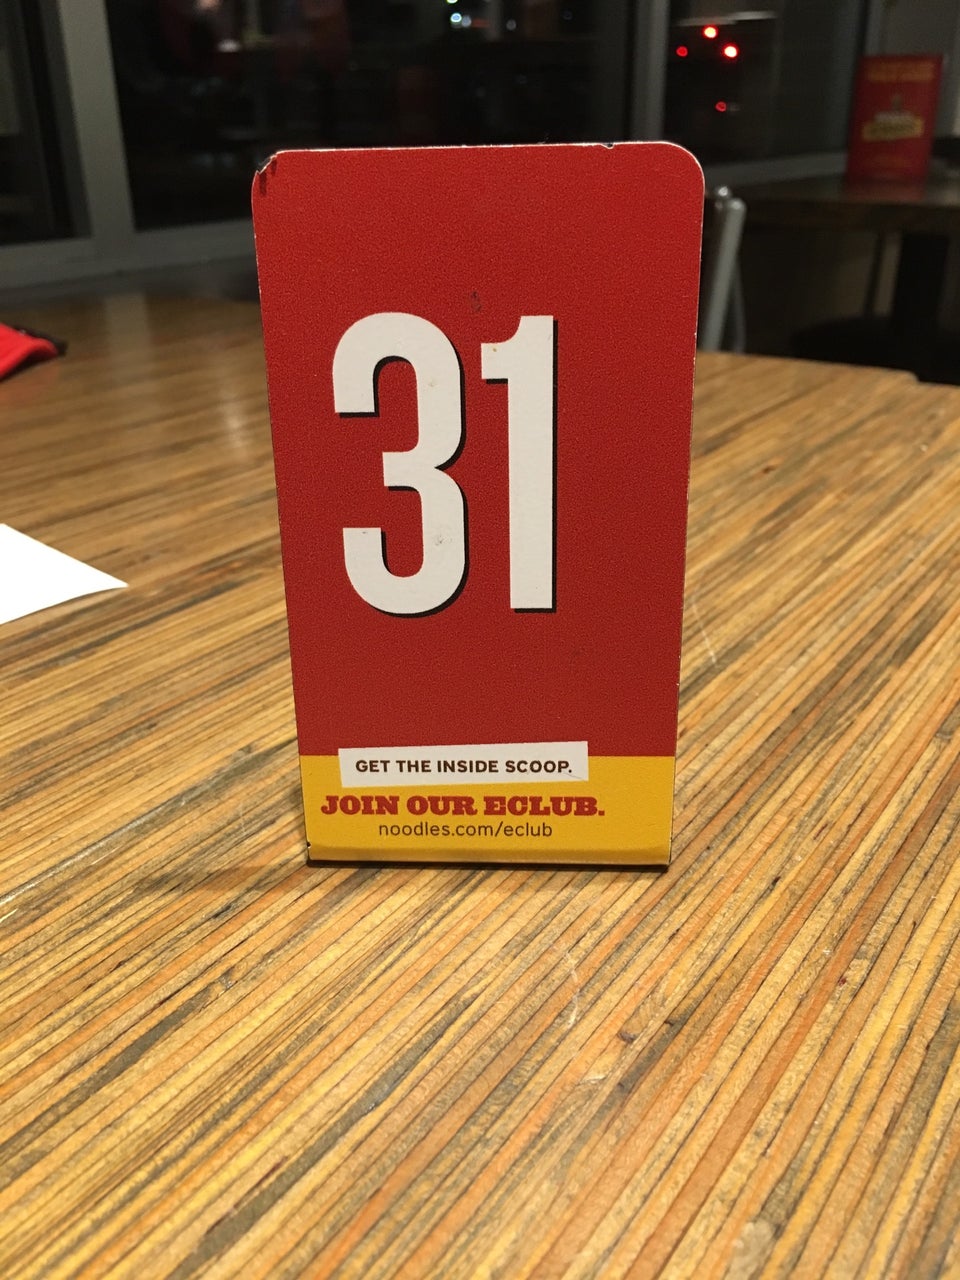 31
GET THE INSIDE SCOOP.
JOIN OUR ECLUB.
noodles.com/eclub